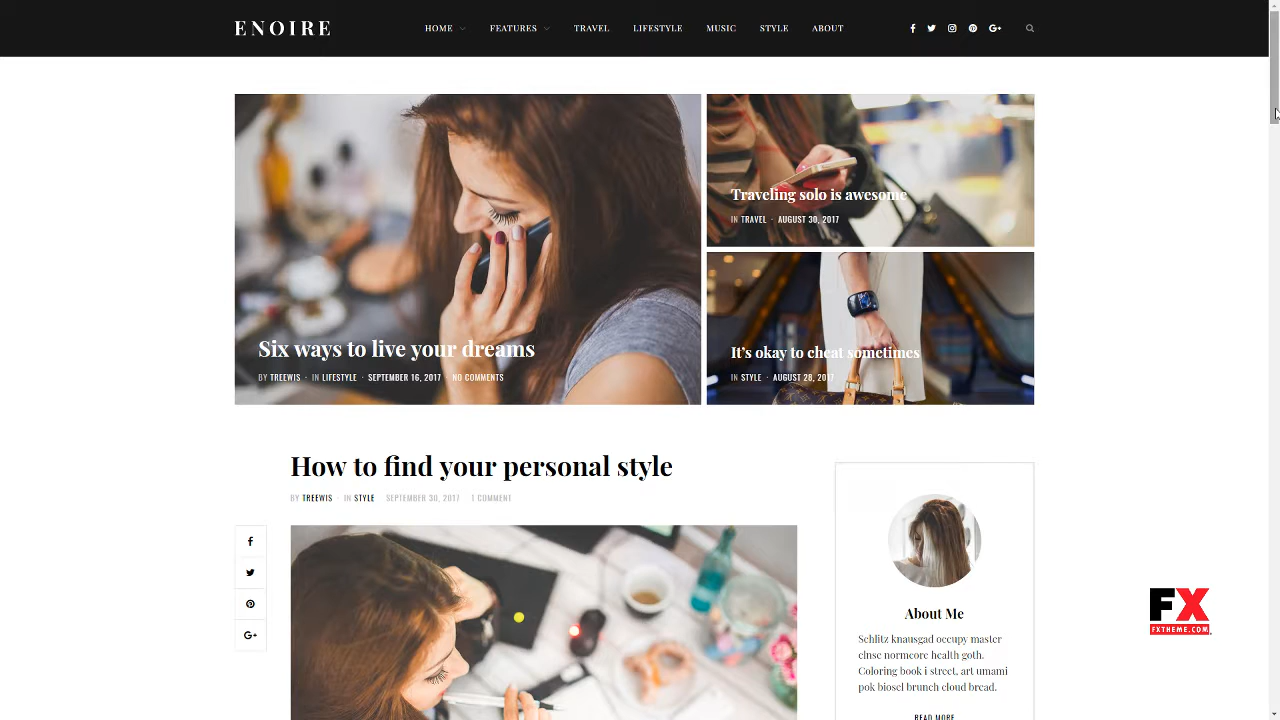 ENOIRE
HOME FEATURES TRAVEL LIFESTYLE MUSIC STYLE ABOUT
Six ways to live your dreams
BY TREEWIS · IN LIFESTYLE · SEPTEMBER 16, 2017 NO COMMENTS
Traveling solo is awesome
IN TRAVEL · AUGUST 30, 2017
It's okay to cheat sometimes
IN STYLE · AUGUST 28, 2017
How to find your personal style
BY TREEWIS · IN STYLE SEPTEMBER 30, 2017 1 COMMENT
About Me
Schlitz knausgad occupy master
clnse normcore health goth.
Coloring book i street, art umami
pok biosel brunch cloud bread.
READ MORE
FX
FXTHEME.COM